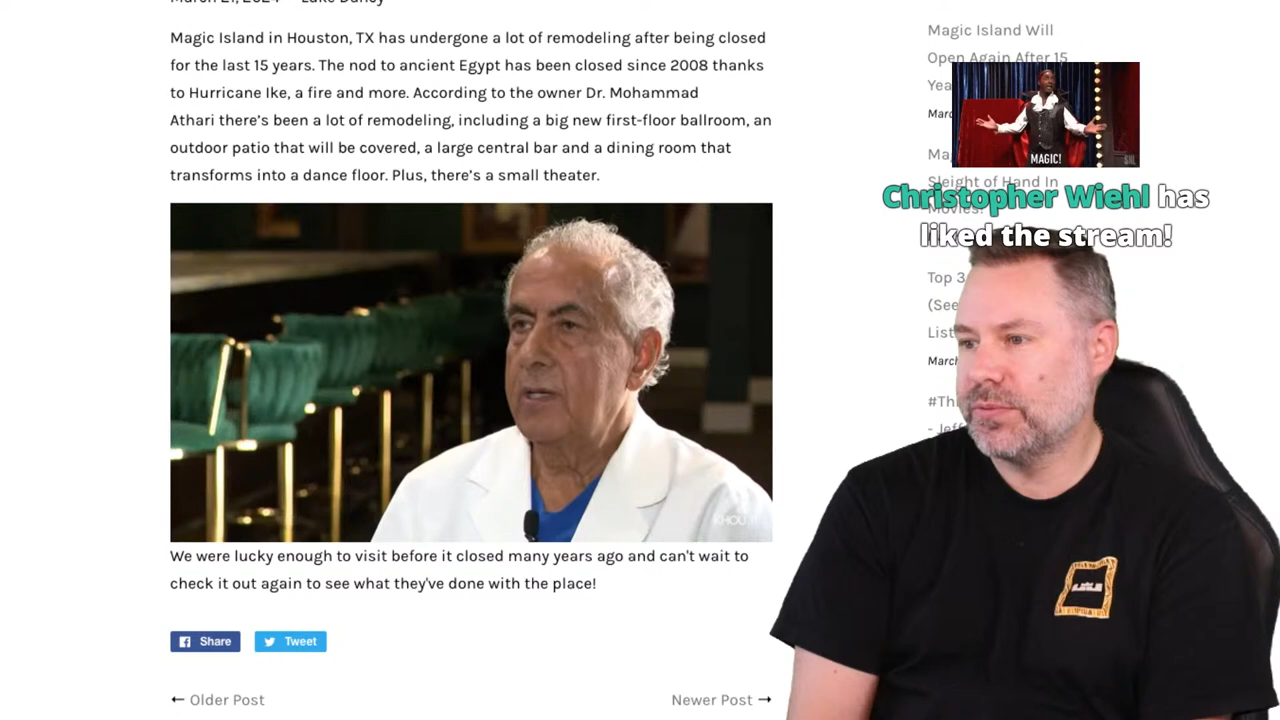 March 21, 2024
Luke Dancy
Magic Island in Houston, TX has undergone a lot of remodeling after being closed
for the last 15 years. The nod to ancient Egypt has been closed since 2008 thanks
to Hurricane Ike, a fire and more. According to the owner Dr. Mohammad
Athari there's been a lot of remodeling, including a big new first-floor ballroom, an
outdoor patio that will be covered, a large central bar and a dining room that
transforms into a dance floor. Plus, there's a small theater.
KHOU 11
We were lucky enough to visit before it closed many years ago and can't wait to
check it out again to see what they've done with the place!
Share
Tweet
← Older Post
Newer Post →
Magic Island Will
Open Again After 15
Yea
Marc
MAGIC!
SNL
Ma
Sleight of Hand In
Movies!
Christopher Wiehl has
liked the stream!
Top 3
(See
List
March
#Thi
- Jeff